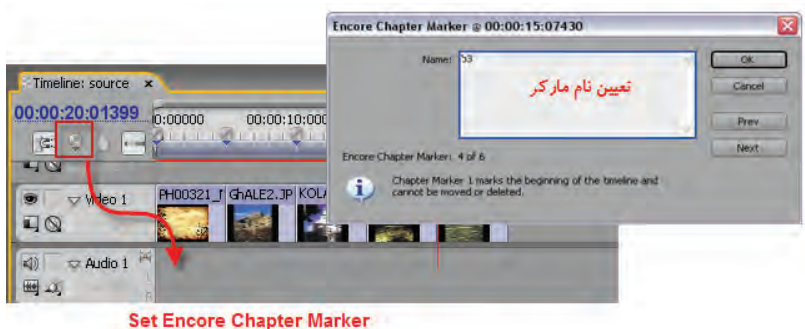 Encore Chapter Marker @ 00:00:15:07430
Name:
53
تعیین نام مارکر
OK
Cancel
Prev
Next
Encore Chapter Marker: 4 of 6
Chapter Marker 1 marks the beginning of the timeline and
cannot be moved or deleted.
Timeline: source x
00:00:20:01399
0:00000 00:00:10:000
Video 1
PH00321_ GhALE2.JP KOLA
Audio 1
Set Encore Chapter Marker